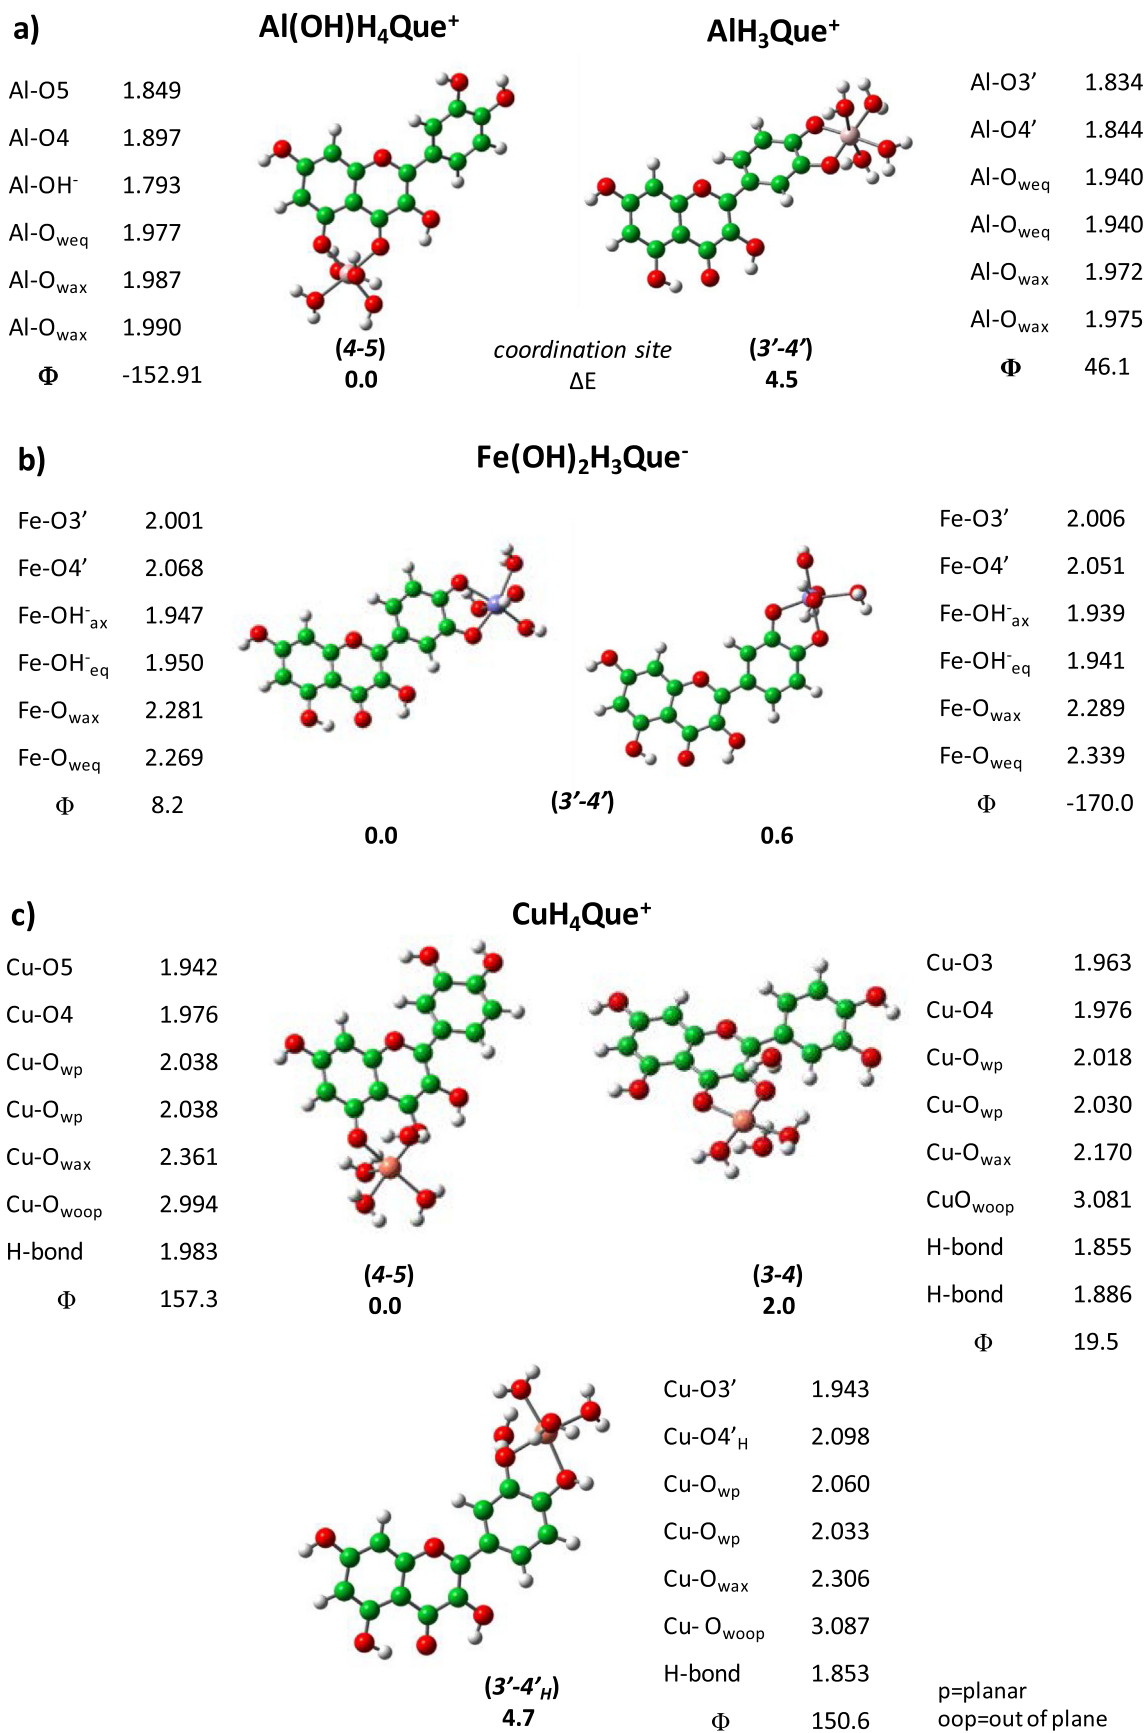 a)
Al(OH)H₄Que⁺
AlH₃Que⁺
Al-O5 1.849
Al-O4 1.897
Al-OH⁻ 1.793
Al-Oweq 1.977
Al-Owax 1.987
Al-Owax 1.990
Φ -152.91
Al-O3’ 1.834
Al-O4’ 1.844
Al-Oweq 1.940
Al-Oweq 1.940
Al-Owax 1.972
Al-Owax 1.975
Φ 46.1
(4-5) coordination site (3’-4’)
0.0 ΔE 4.5
b)
Fe(OH)₂H₃Que⁻
Fe-O3’ 2.001
Fe-O4’ 2.068
Fe-OH⁻ax 1.947
Fe-OH⁻eq 1.950
Fe-Owax 2.281
Fe-Oweq 2.269
Φ 8.2
Fe-O3’ 2.006
Fe-O4’ 2.051
Fe-OH⁻ax 1.939
Fe-OH⁻eq 1.941
Fe-Owax 2.289
Fe-Oweq 2.339
Φ -170.0
(3’-4’)
0.0 0.6
c)
CuH₄Que⁺
Cu-O5 1.942
Cu-O4 1.976
Cu-Owp 2.038
Cu-Owp 2.038
Cu-Owax 2.361
Cu-Owoop 2.994
H-bond 1.983
Φ 157.3
Cu-O3 1.963
Cu-O4 1.976
Cu-Owp 2.018
Cu-Owp 2.030
Cu-Owax 2.170
CuOwoop 3.081
H-bond 1.855
H-bond 1.886
Φ 19.5
(4-5) (3-4)
0.0 2.0
Cu-O3’ 1.943
Cu-O4’H 2.098
Cu-Owp 2.060
Cu-Owp 2.033
Cu-Owax 2.306
Cu- Owoop 3.087
H-bond 1.853
Φ 150.6
(3’-4’H)
4.7
p=planar
oop=out of plane